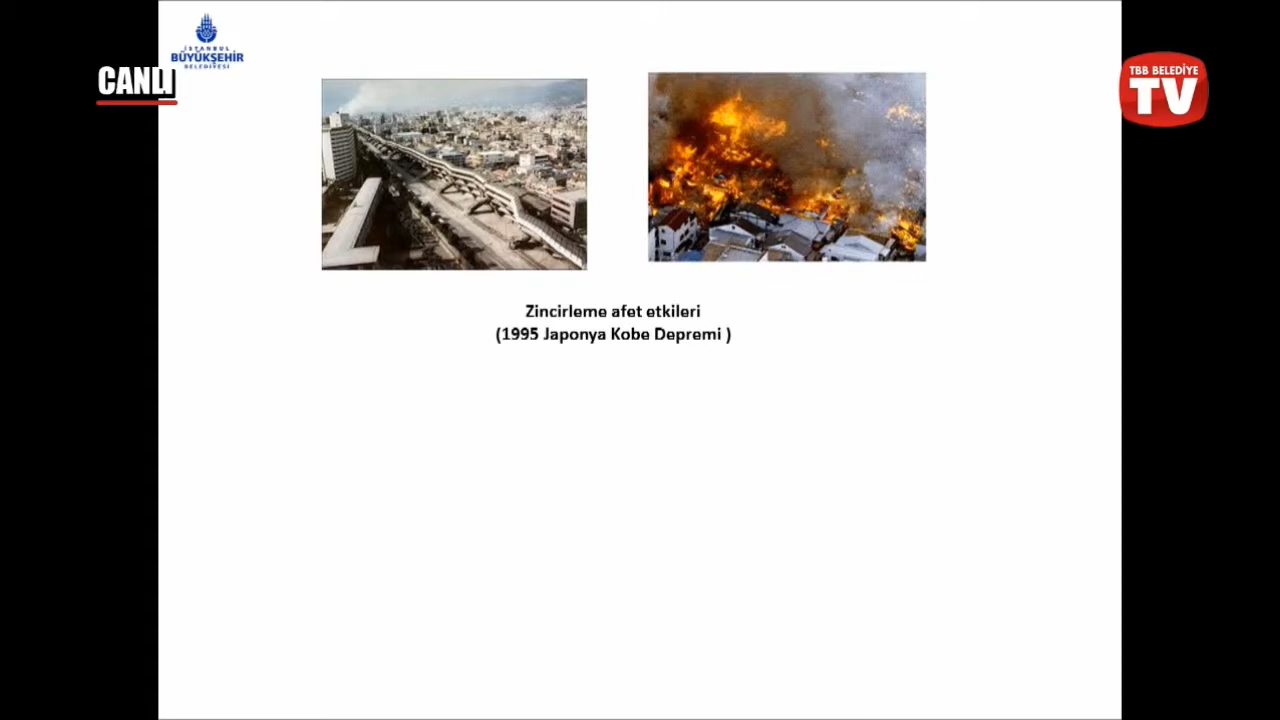 İSTANBUL
BÜYÜKŞEHİR
BELEDİYESİ
CANLI
TBB BELEDİYE
TV
Zincirleme afet etkileri
(1995 Japonya Kobe Depremi )